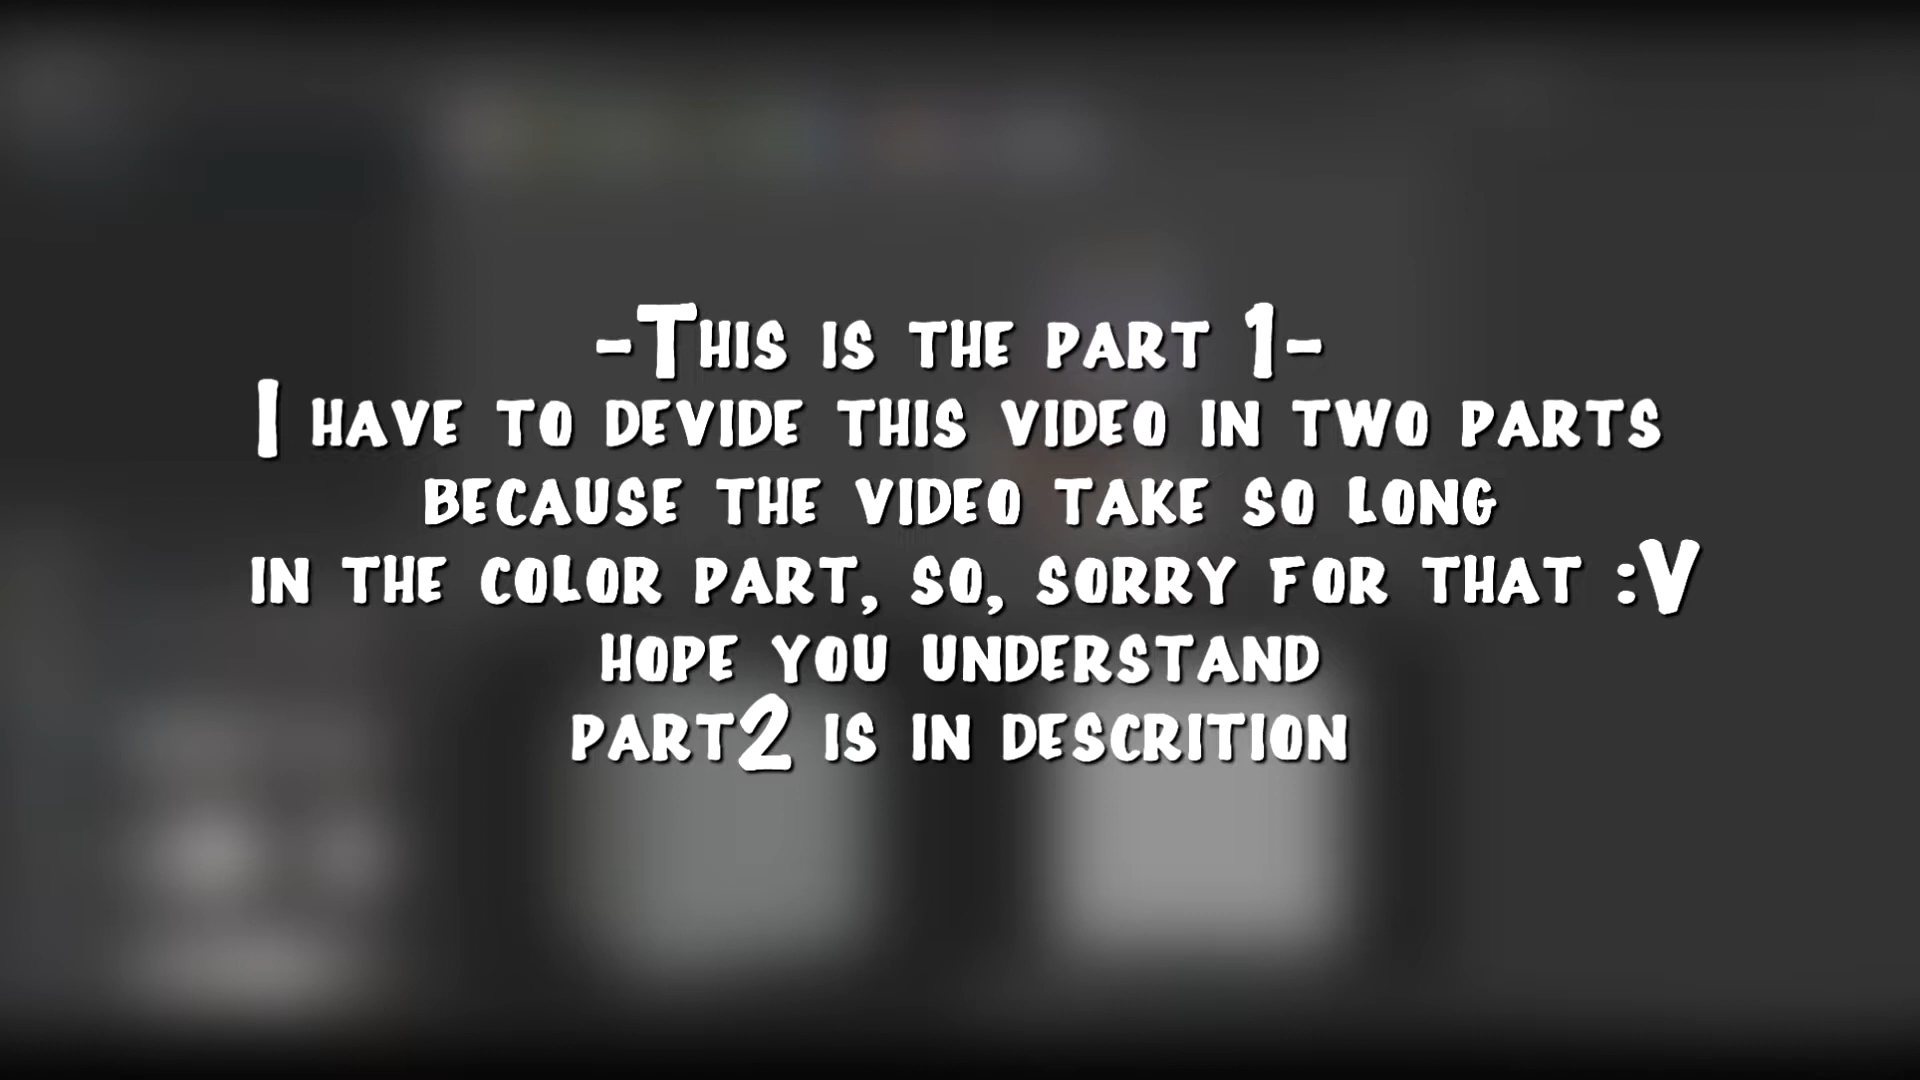 -This is the part 1-
I have to devide this video in two parts
because the video take so long
in the color part, so, sorry for that :V
hope you understand
part2 is in descrition